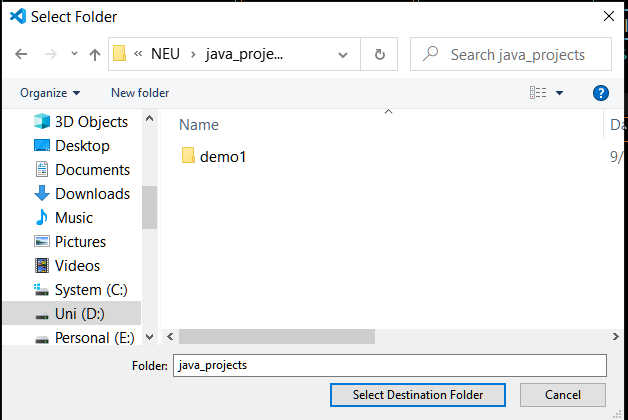 Select Folder
« NEU › java_proje...
Search java_projects
Organize
New folder
?
3D Objects
Desktop
Documents
Downloads
Music
Pictures
Videos
System (C:)
Uni (D:)
Personal (E:)
Name
Da
demo1
9/
Folder: java_projects
Select Destination Folder
Cancel